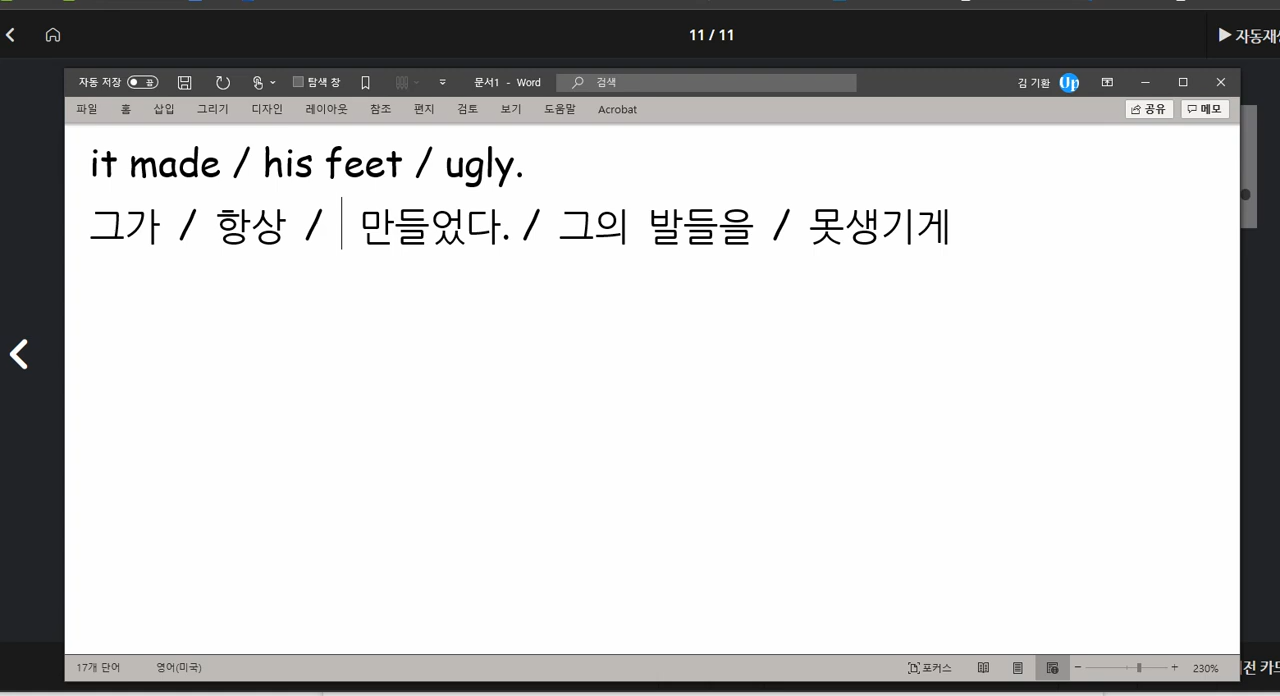 11 / 11
▶ 자동재생
자동 저장 끔 탐색 창 문서1 - Word 검색 김 기환 Up
파일 홈 삽입 그리기 디자인 레이아웃 참조 편지 검토 보기 도움말 Acrobat 공유 메모
it made / his feet / ugly.
그가 / 항상 / 만들었다. / 그의 발들을 / 못생기게
17개 단어 영어(미국) 포커스 - + 230%